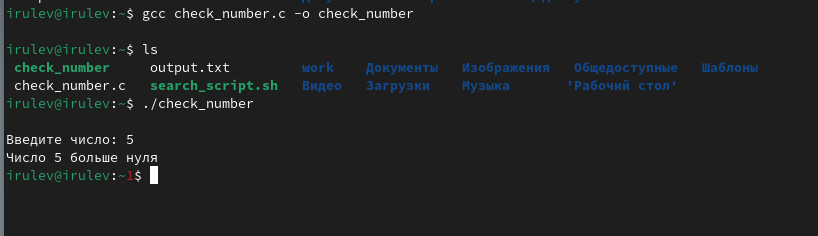 irulev@irulev:~$ gcc check_number.c -o check_number
irulev@irulev:~$ ls
check_number output.txt work Документы Изображения Общедоступные Шаблоны
check_number.c search_script.sh Видео Загрузки Музыка 'Рабочий стол'
irulev@irulev:~$ ./check_number
Введите число: 5
Число 5 больше нуля
irulev@irulev:~1$